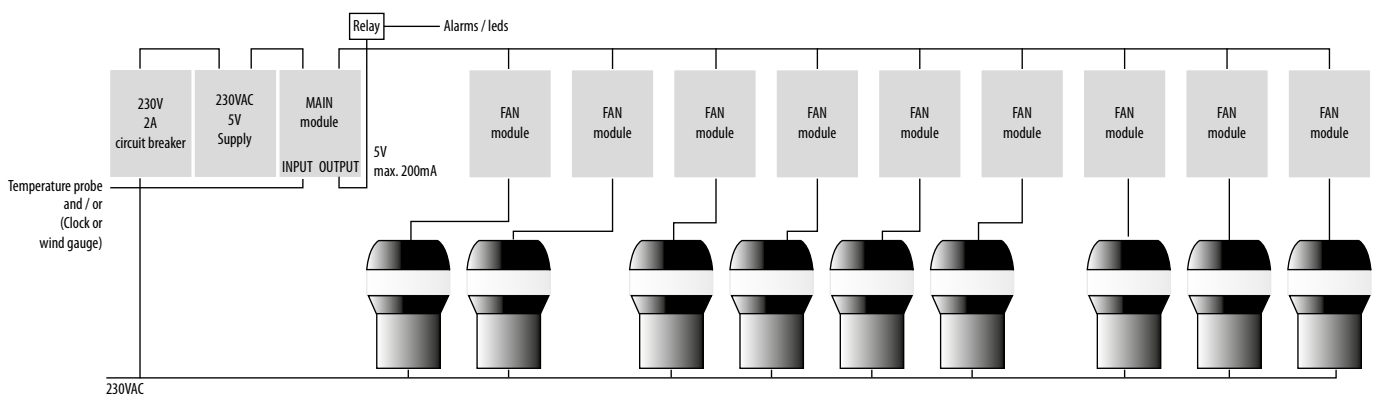 Relay
Alarms / leds
230V
2A
circuit breaker
230VAC
5V
Supply
MAIN
module
INPUT OUTPUT
5V
max. 200mA
FAN
module
FAN
module
FAN
module
FAN
module
FAN
module
FAN
module
FAN
module
FAN
module
FAN
module
Temperature probe
and / or
(Clock or
wind gauge)
230VAC